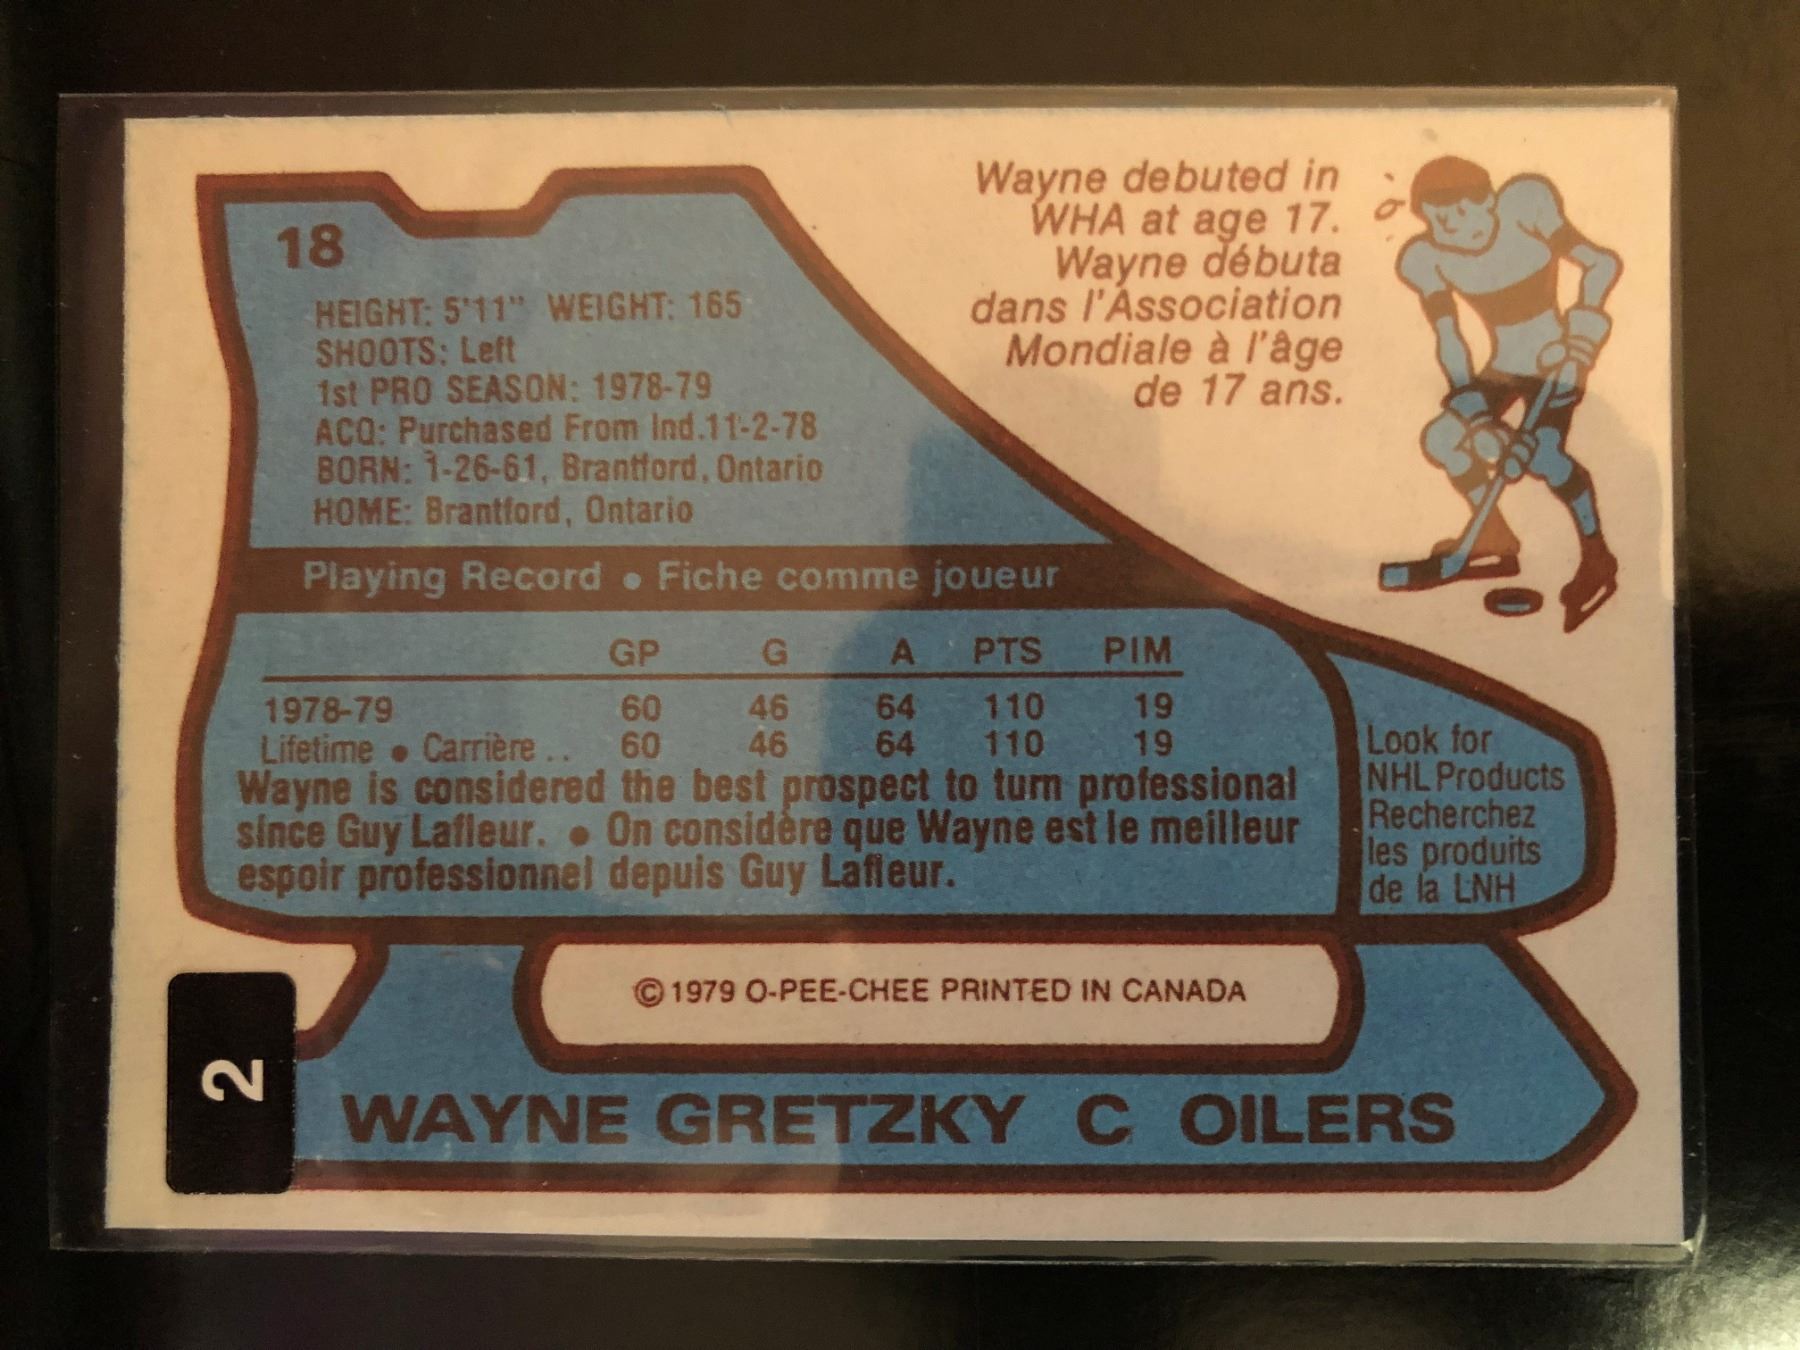 18
HEIGHT: 5'11" WEIGHT: 165
SHOOTS: Left
1st PRO SEASON: 1978-79
ACQ: Purchased From Ind.11-2-78
BORN: 1-26-61, Brantford, Ontario
HOME: Brantford, Ontario
Wayne debuted in
WHA at age 17.
Wayne débuta
dans l'Association
Mondiale à l'âge
de 17 ans.
Playing Record • Fiche comme joueur
GP G A PTS PIM
1978-79 60 46 64 110 19
Lifetime • Carrière .. 60 46 64 110 19
Wayne is considered the best prospect to turn professional
since Guy Lafleur. • On considère que Wayne est le meilleur
espoir professionnel depuis Guy Lafleur.
Look for
NHL Products
Recherchez
les produits
de la LNH
© 1979 O-PEE-CHEE PRINTED IN CANADA
2
WAYNE GRETZKY C OILERS